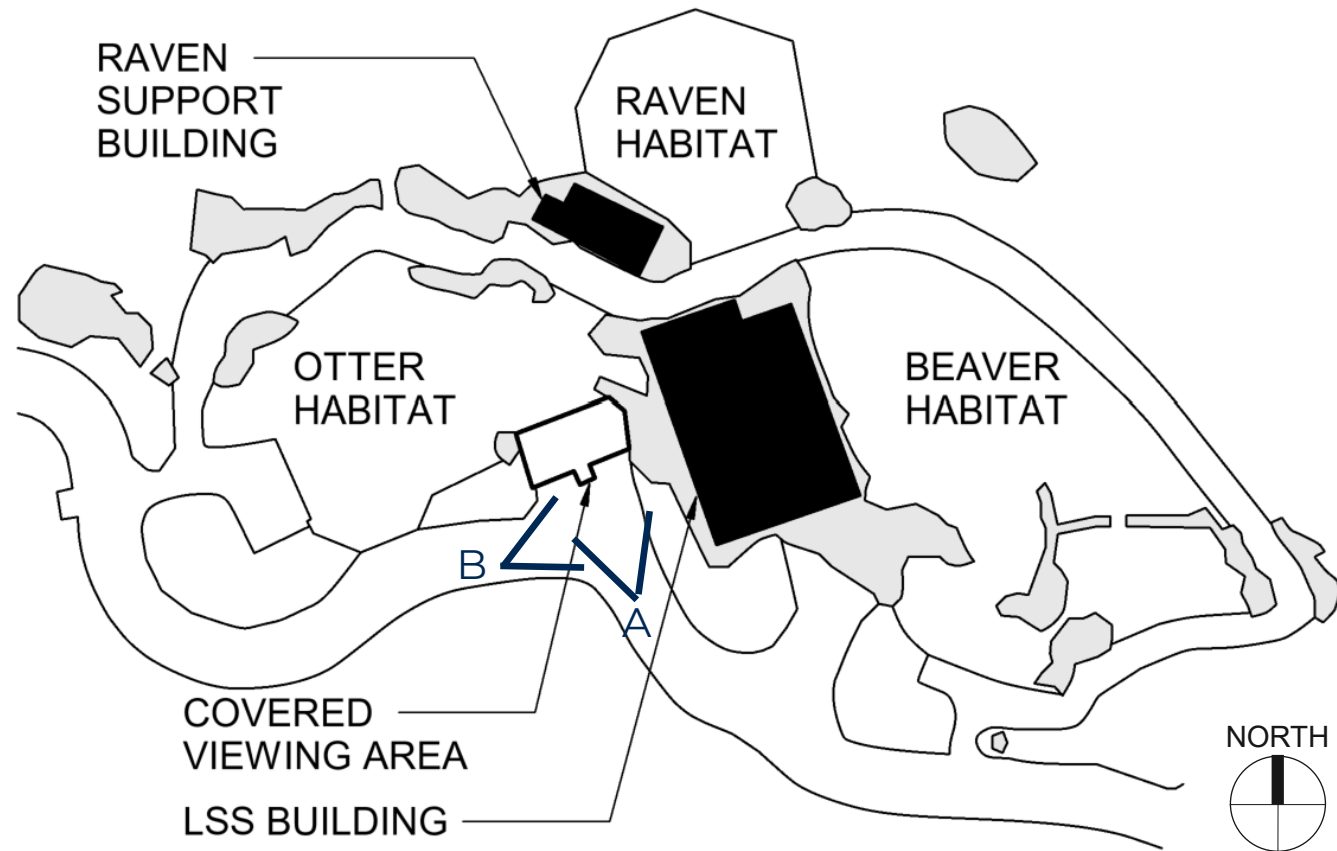 RAVEN
SUPPORT
BUILDING
RAVEN
HABITAT
OTTER
HABITAT
BEAVER
HABITAT
B
A
COVERED
VIEWING AREA
LSS BUILDING
NORTH